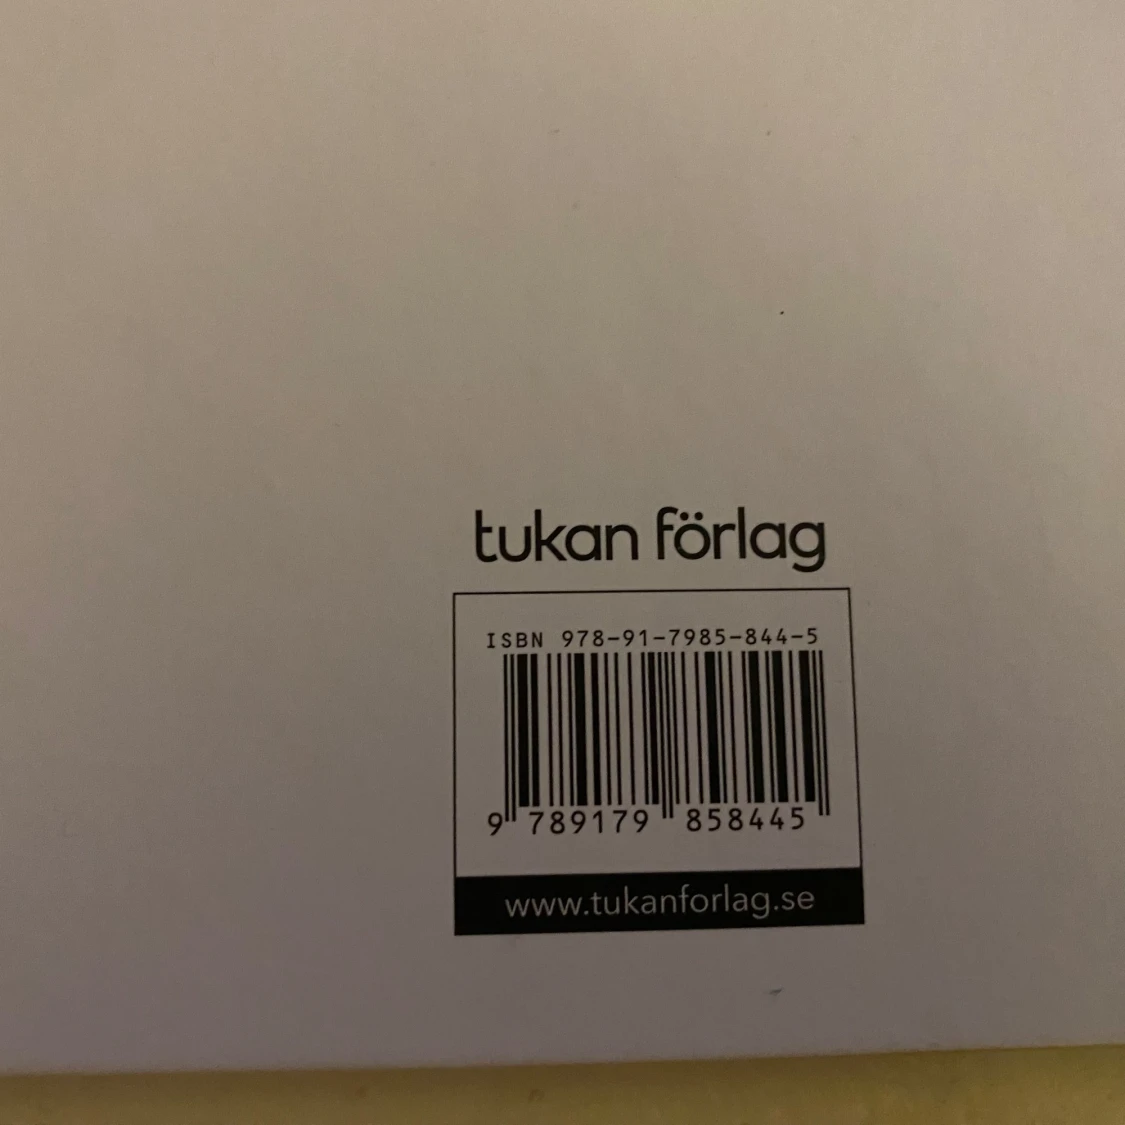 tukan förlag
ISBN 978-91-7985-844-5
9 789179 858445
www.tukanforlag.se